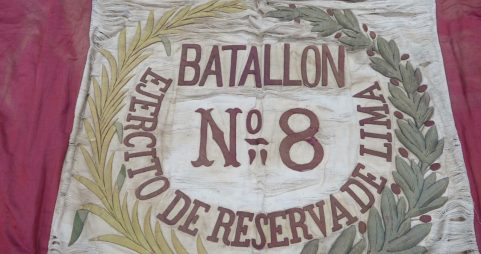 BATALLON
Nº 8
EJERCITO DE RESERVA DE LIMA